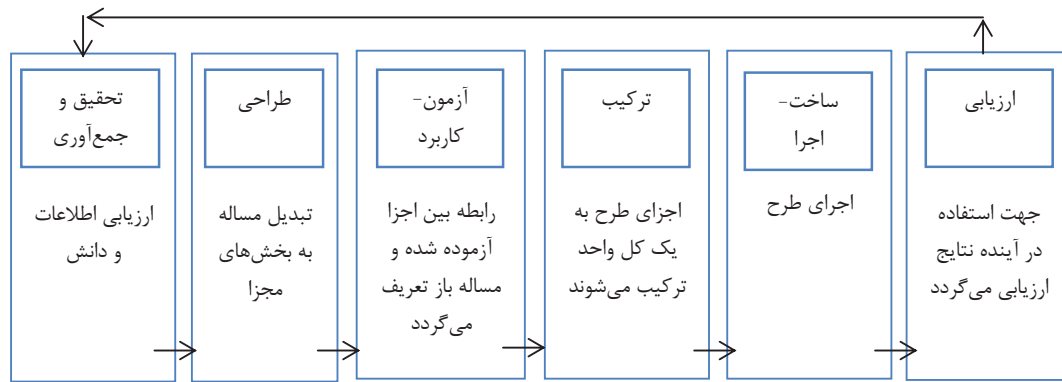 تحقیق و
جمع‌آوری
ارزیابی اطلاعات
و دانش
طراحی
تبدیل مساله
به بخش‌های
مجزا
آزمون-
کاربرد
رابطه بین اجزا
آزموده شده و
مساله باز تعریف
می‌گردد
ترکیب
اجزای طرح به
یک کل واحد
ترکیب می‌شوند
ساخت-
اجرا
اجرای طرح
ارزیابی
جهت استفاده
در آینده نتایج
ارزیابی می‌گردد